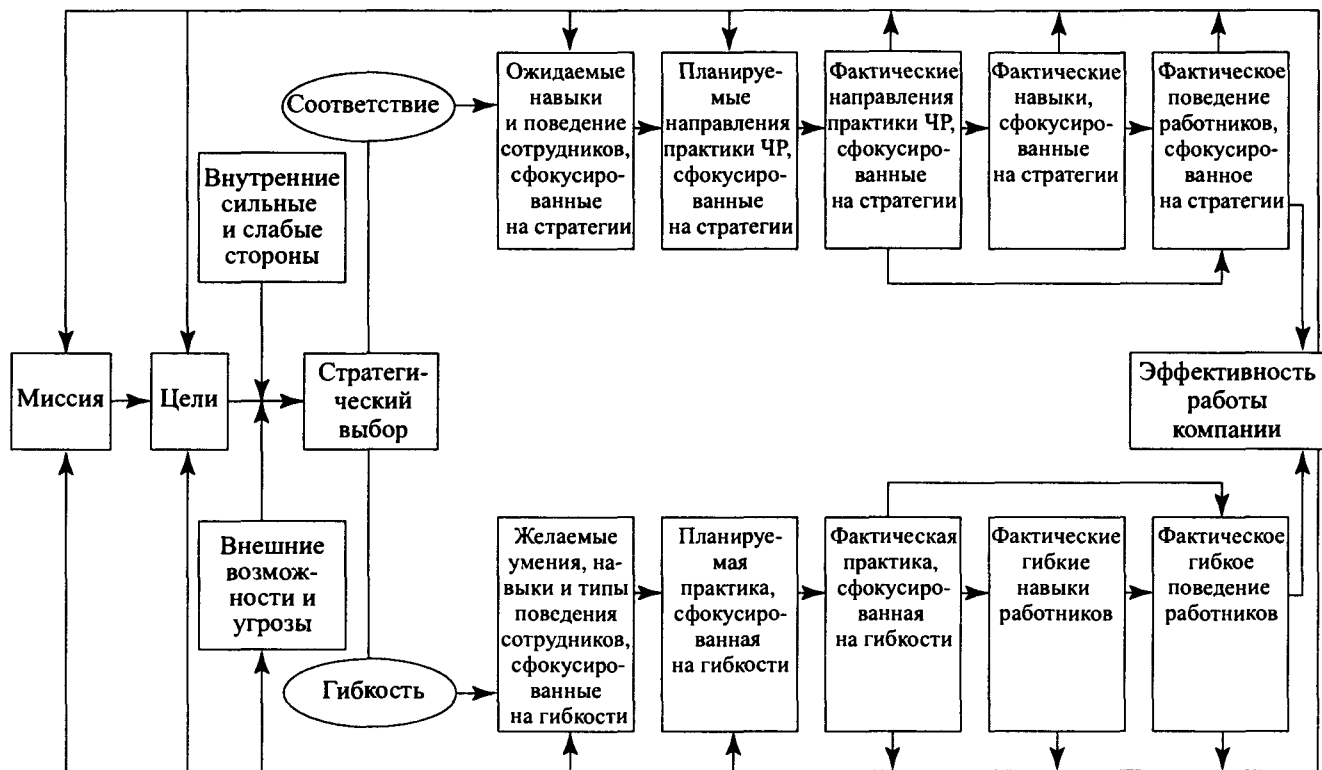 Соответствие
Ожидаемые
навыки
и поведение
сотрудников,
сфокусиро-
ванные
на стратегии
Планируе-
мые
направления
практики ЧР,
сфокусиро-
ванные
на стратегии
Фактические
направления
практики ЧР,
сфокусиро-
ванные
на стратегии
Фактические
навыки,
сфокусиро-
ванные
на стратегии
Фактическое
поведение
работников,
сфокусиро-
ванное
на стратегии
Внутренние
сильные
и слабые
стороны
Миссия
Цели
Стратеги-
ческий
выбор
Эффективность
работы
компании
Внешние
возмож-
ности и
угрозы
Гибкость
Желаемые
умения, на-
выки и типы
поведения
сотрудников,
сфокусиро-
ванные
на гибкости
Планируе-
мая
практика,
сфокусиро-
ванная
на гибкости
Фактическая
практика,
сфокусиро-
ванная
на гибкости
Фактические
гибкие
навыки
работников
Фактическое
гибкое
поведение
работников